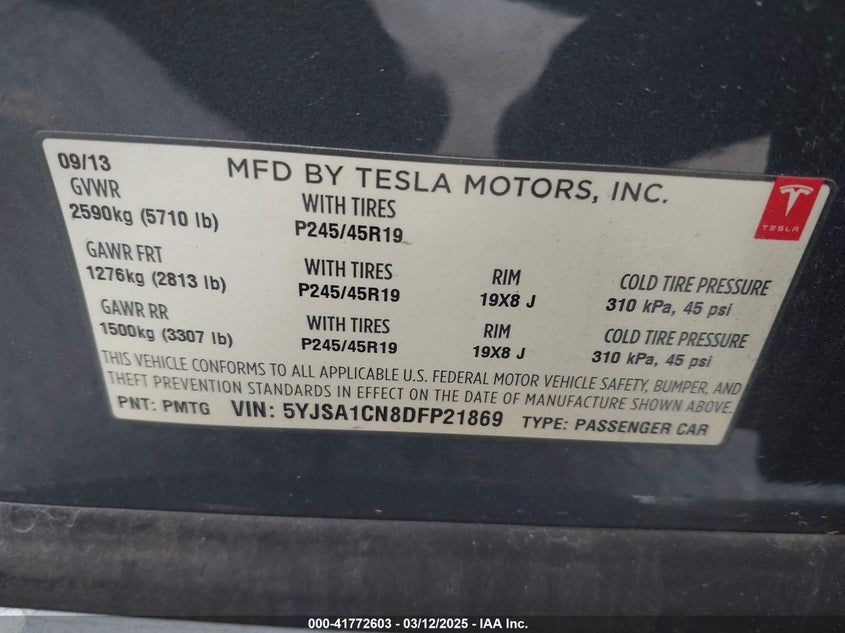 09/13 MFD BY TESLA MOTORS, INC.
GVWR WITH TIRES
2590kg (5710 lb) P245/45R19
TESLA
GAWR FRT WITH TIRES RIM COLD TIRE PRESSURE
1276kg (2813 lb) P245/45R19 19X8 J 310 kPa, 45 psi
GAWR RR WITH TIRES RIM COLD TIRE PRESSURE
1500kg (3307 lb) P245/45R19 19X8 J 310 kPa, 45 psi
THIS VEHICLE CONFORMS TO ALL APPLICABLE U.S. FEDERAL MOTOR VEHICLE SAFETY, BUMPER, AND
THEFT PREVENTION STANDARDS IN EFFECT ON THE DATE OF MANUFACTURE SHOWN ABOVE.
PNT: PMTG VIN: 5YJSA1CN8DFP21869 TYPE: PASSENGER CAR
000-41772603 - 03/12/2025 - IAA Inc.